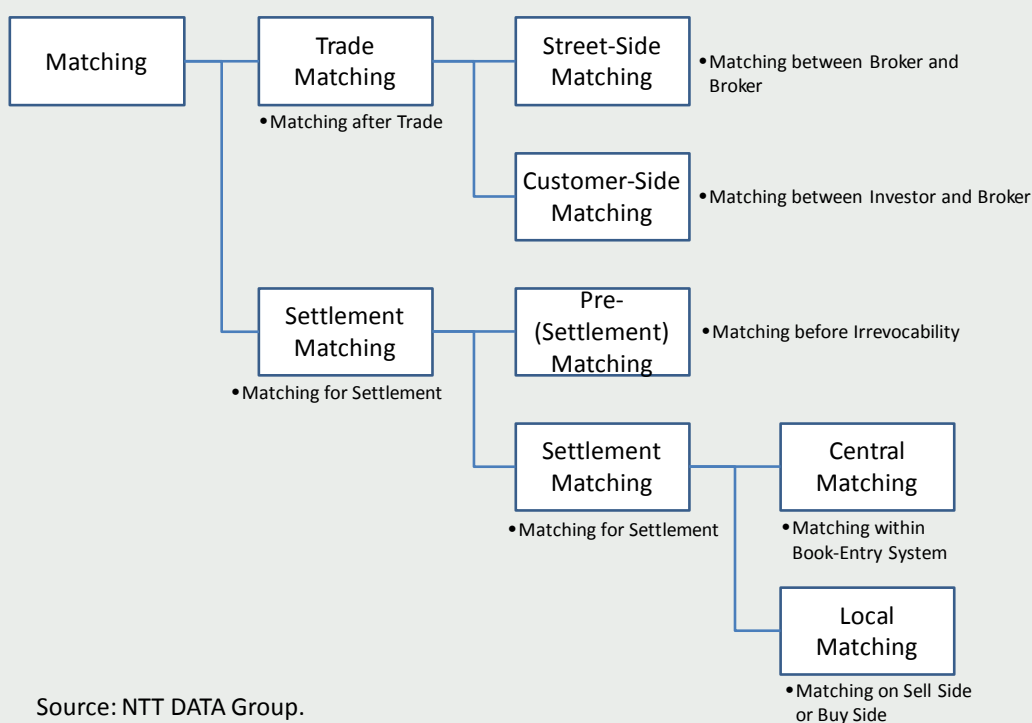 Matching
Trade
Matching
•Matching after Trade
Street-Side
Matching
•Matching between Broker and
Broker
Customer-Side
Matching
•Matching between Investor and Broker
Settlement
Matching
•Matching for Settlement
Pre-
(Settlement)
Matching
•Matching before Irrevocability
Settlement
Matching
•Matching for Settlement
Central
Matching
•Matching within
Book-Entry System
Local
Matching
•Matching on Sell Side
or Buy Side
Source: NTT DATA Group.